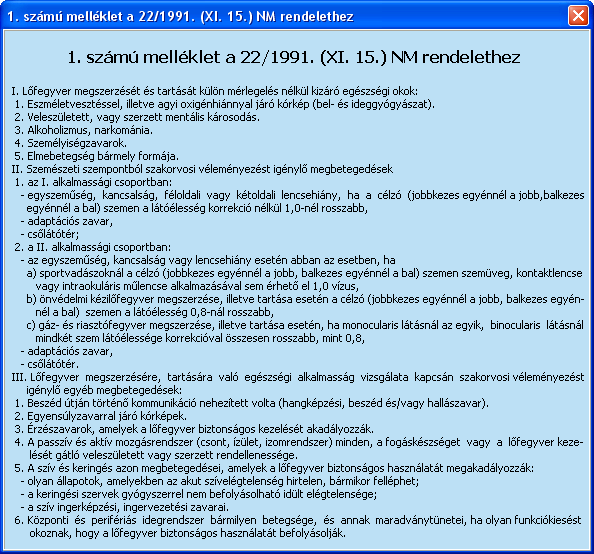 1. számú melléklet a 22/1991. (XI. 15.) NM rendelethez
1. számú melléklet a 22/1991. (XI. 15.) NM rendelethez
I. Lőfegyver megszerzését és tartását külön mérlegelés nélkül kizáró egészségi okok:
1. Eszméletvesztéssel, illetve agyi oxigénhiánnyal járó kórkép (bel- és ideggyógyászat).
2. Veleszületett, vagy szerzett mentális károsodás.
3. Alkoholizmus, narkománia.
4. Személyiségzavarok.
5. Elmebetegség bármely formája.
II. Szemészeti szempontból szakorvosi véleményezést igénylő megbetegedések
1. az I. alkalmassági csoportban:
- egyszeműség, kancsalság, féloldali vagy kétoldali lencsehiány, ha a célzó (jobbkezes egyénnél a jobb,balkezes
egyénnél a bal) szemen a látóélesség korrekció nélkül 1,0-nél rosszabb,
- adaptációs zavar,
- csőlátótér;
2. a II. alkalmassági csoportban:
- az egyszeműség, kancsalság vagy lencsehiány esetén abban az esetben, ha
a) sportvadászoknál a célzó (jobbkezes egyénnél a jobb, balkezes egyénnél a bal) szemen szemüveg, kontaktlencse
vagy intraokuláris műlencse alkalmazásával sem érhető el 1,0 vízus,
b) önvédelmi kézilőfegyver megszerzése, illetve tartása esetén a célzó (jobbkezes egyénnél a jobb, balkezes egyén-
nél a bal) szemen a látóélesség 0,8-nál rosszabb,
c) gáz- és riasztófegyver megszerzése, illetve tartása esetén, ha monocularis látásnál az egyik, binocularis látásnál
mindkét szem látóélessége korrekcióval összesen rosszabb, mint 0,8,
- adaptációs zavar,
- csőlátótér.
III. Lőfegyver megszerzésére, tartására való egészségi alkalmasság vizsgálata kapcsán szakorvosi véleményezést
igénylő egyéb megbetegedések:
1. Beszéd útján történő kommunikáció nehezített volta (hangképzési, beszéd és/vagy hallászavar).
2. Egyensúlyzavarral járó kórképek.
3. Érzészavarok, amelyek a lőfegyver biztonságos kezelését akadályozzák.
4. A passzív és aktív mozgásrendszer (csont, ízület, izomrendszer) minden, a fogáskészséget vagy a lőfegyver keze-
lését gátló veleszületett vagy szerzett rendellenessége.
5. A szív és keringés azon megbetegedései, amelyek a lőfegyver biztonságos használatát megakadályozzák:
- olyan állapotok, amelyekben az akut szívelégtelenség hirtelen, bármikor felléphet;
- a keringési szervek gyógyszerrel nem befolyásolható idült elégtelensége;
- a szív ingerképzési, ingervezetési zavarai.
6. Központi és perifériás idegrendszer bármilyen betegsége, és annak maradványtünetei, ha olyan funkciókiesést
okoznak, hogy a lőfegyver biztonságos használatát befolyásolják.